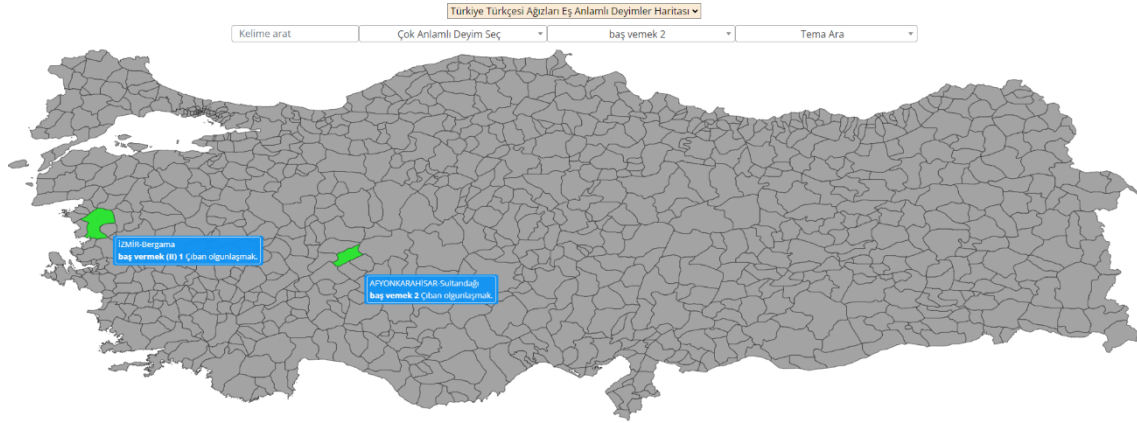 Türkiye Türkçesi Ağızları Eş Anlamlı Deyimler Haritası
Kelime arat
Çok Anlamlı Deyim Seç
baş vemek 2
Tema Ara
İZMİR-Bergama
baş vermek (II) 1 Çıban olgunlaşmak.
AFYONKARAHİSAR-Sultandağı
baş vemek 2 Çıban olgunlaşmak.